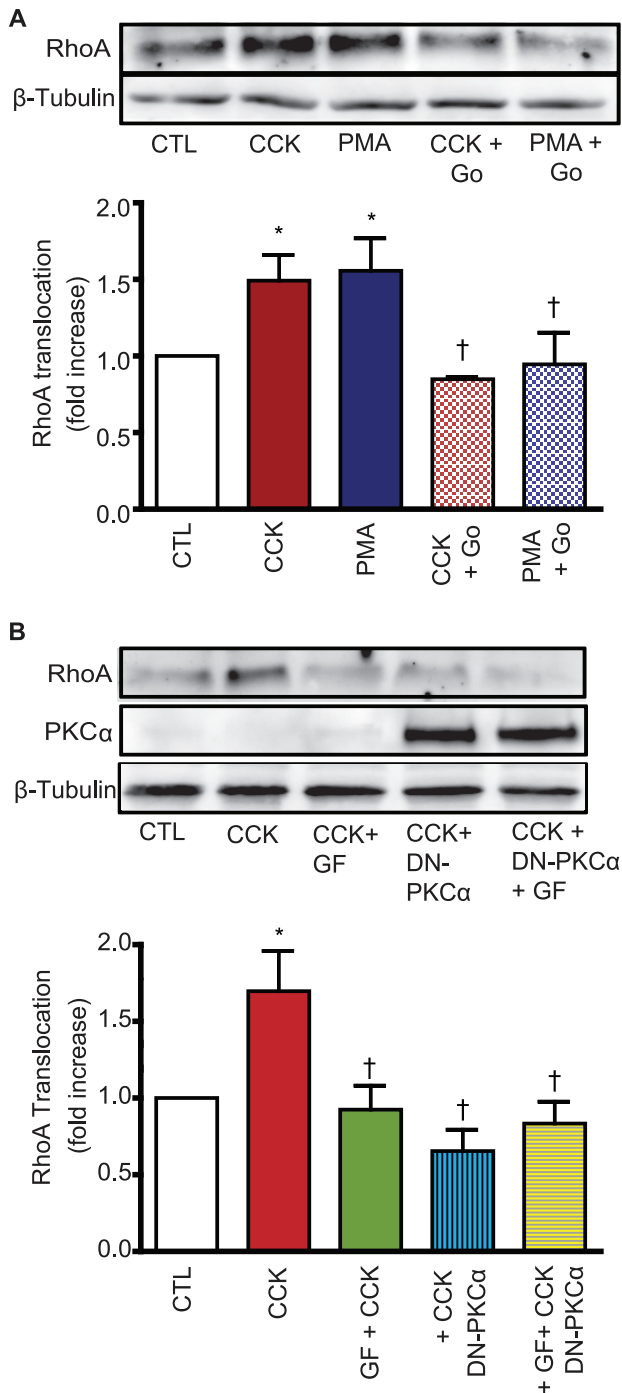 A
RhoA
β-Tubulin
CTL CCK PMA CCK + Go PMA + Go
RhoA translocation
(fold increase)
2.0
1.5
1.0
0.5
0.0
* * † †
CTL
CCK
PMA
CCK
+ Go
PMA
+ Go
B
RhoA
PKCα
β-Tubulin
CTL CCK CCK+ GF CCK+ DN- PKCα CCK + DN-PKCα + GF
RhoA Translocation
(fold increase)
2.0
1.5
1.0
0.5
0.0
* † † †
CTL
CCK
GF + CCK
+ CCK
DN-PKCα
+ GF+ CCK
DN-PKCα